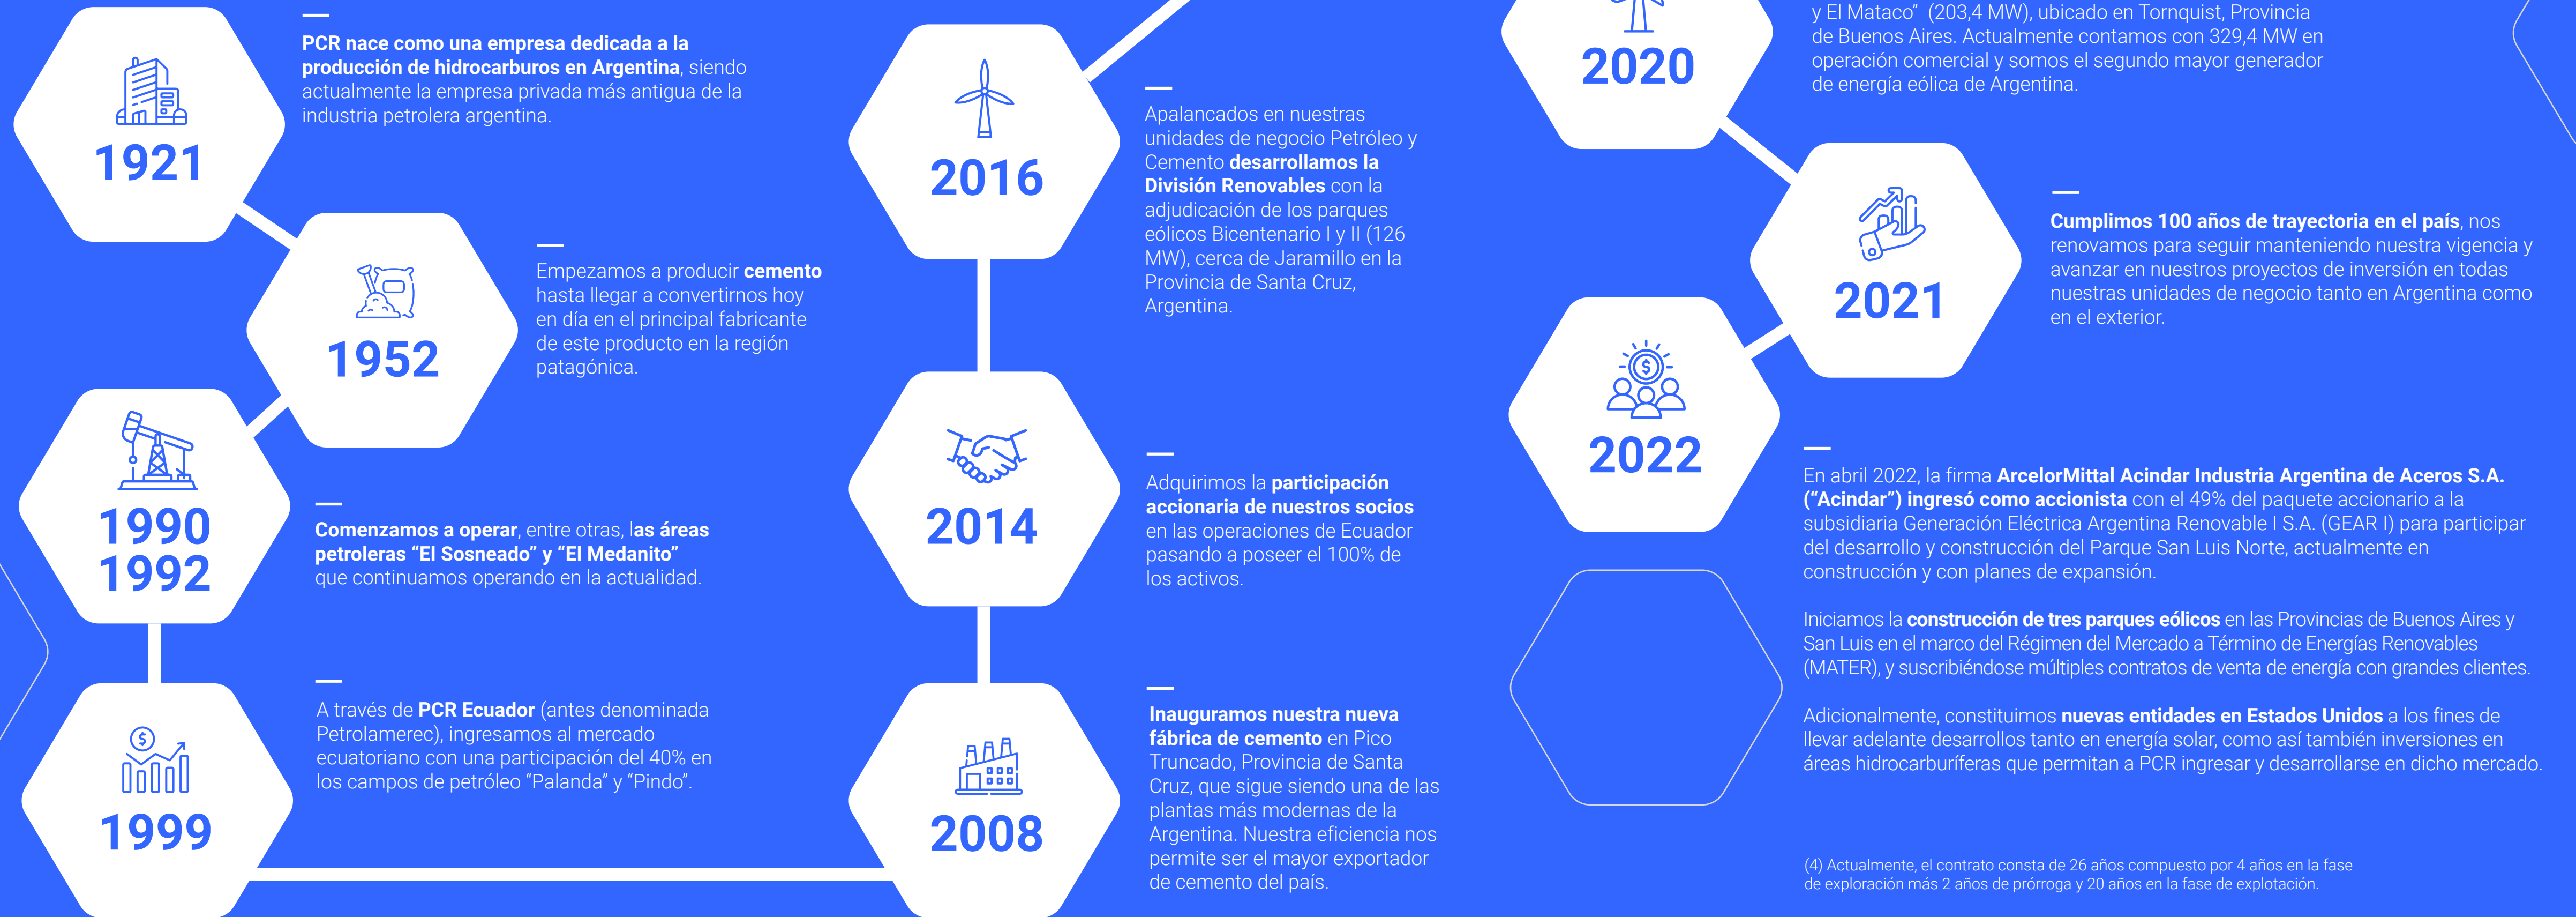 1921
PCR nace como una empresa dedicada a la
producción de hidrocarburos en Argentina, siendo
actualmente la empresa privada más antigua de la
industria petrolera argentina.
1952
Empezamos a producir cemento
hasta llegar a convertirnos hoy
en día en el principal fabricante
de este producto en la región
patagónica.
1990
1992
Comenzamos a operar, entre otras, las áreas
petroleras “El Sosneado” y “El Medanito”
que continuamos operando en la actualidad.
1999
A través de PCR Ecuador (antes denominada
Petrolamerec), ingresamos al mercado
ecuatoriano con una participación del 40% en
los campos de petróleo “Palanda” y “Pindo”.
2008
Inauguramos nuestra nueva
fábrica de cemento en Pico
Truncado, Provincia de Santa
Cruz, que sigue siendo una de las
plantas más modernas de la
Argentina. Nuestra eficiencia nos
permite ser el mayor exportador
de cemento del país.
2014
Adquirimos la participación
accionaria de nuestros socios
en las operaciones de Ecuador
pasando a poseer el 100% de
los activos.
2016
Apalancados en nuestras
unidades de negocio Petróleo y
Cemento desarrollamos la
División Renovables con la
adjudicación de los parques
eólicos Bicentenario I y II (126
MW), cerca de Jaramillo en la
Provincia de Santa Cruz,
Argentina.
2020
y El Mataco” (203,4 MW), ubicado en Tornquist, Provincia
de Buenos Aires. Actualmente contamos con 329,4 MW en
operación comercial y somos el segundo mayor generador
de energía eólica de Argentina.
2021
Cumplimos 100 años de trayectoria en el país, nos
renovamos para seguir manteniendo nuestra vigencia y
avanzar en nuestros proyectos de inversión en todas
nuestras unidades de negocio tanto en Argentina como
en el exterior.
2022
En abril 2022, la firma ArcelorMittal Acindar Industria Argentina de Aceros S.A.
(“Acindar”) ingresó como accionista con el 49% del paquete accionario a la
subsidiaria Generación Eléctrica Argentina Renovable I S.A. (GEAR I) para participar
del desarrollo y construcción del Parque San Luis Norte, actualmente en
construcción y con planes de expansión.
Iniciamos la construcción de tres parques eólicos en las Provincias de Buenos Aires y
San Luis en el marco del Régimen del Mercado a Término de Energías Renovables
(MATER), y suscribiéndose múltiples contratos de venta de energía con grandes clientes.
Adicionalmente, constituimos nuevas entidades en Estados Unidos a los fines de
llevar adelante desarrollos tanto en energía solar, como así también inversiones en
áreas hidrocarburíferas que permitan a PCR ingresar y desarrollarse en dicho mercado.
(4) Actualmente, el contrato consta de 26 años compuesto por 4 años en la fase
de exploración más 2 años de prórroga y 20 años en la fase de explotación.